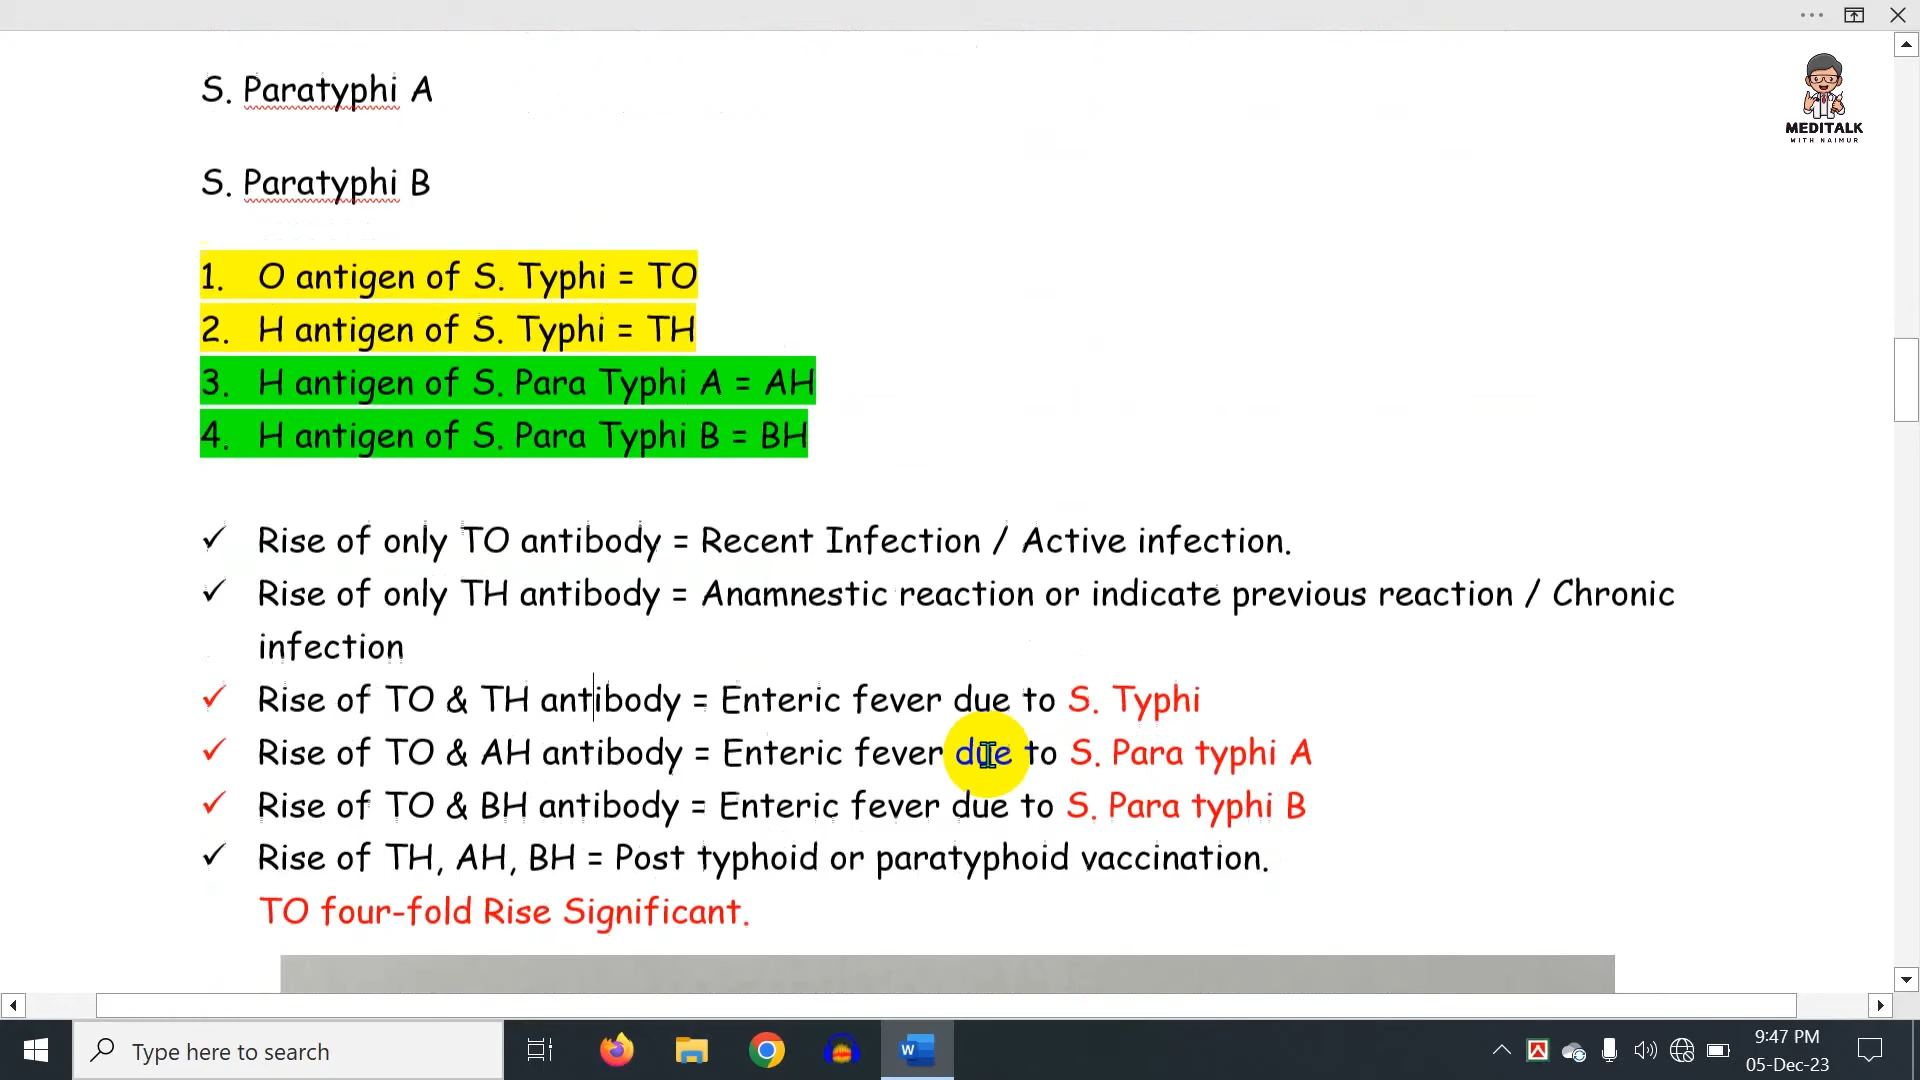 S. Paratyphi A
MEDITALK
WITH NAIMUR
S. Paratyphi B
1. O antigen of S. Typhi = TO
2. H antigen of S. Typhi = TH
3. H antigen of S. Para Typhi A = AH
4. H antigen of S. Para Typhi B = BH
✓ Rise of only TO antibody = Recent Infection / Active infection.
✓ Rise of only TH antibody = Anamnestic reaction or indicate previous reaction / Chronic
infection
✓ Rise of TO & TH antibody = Enteric fever due to S. Typhi
✓ Rise of TO & AH antibody = Enteric fever due to S. Para typhi A
✓ Rise of TO & BH antibody = Enteric fever due to S. Para typhi B
✓ Rise of TH, AH, BH = Post typhoid or paratyphoid vaccination.
TO four-fold Rise Significant.
Type here to search
W
9:47 PM
05-Dec-23